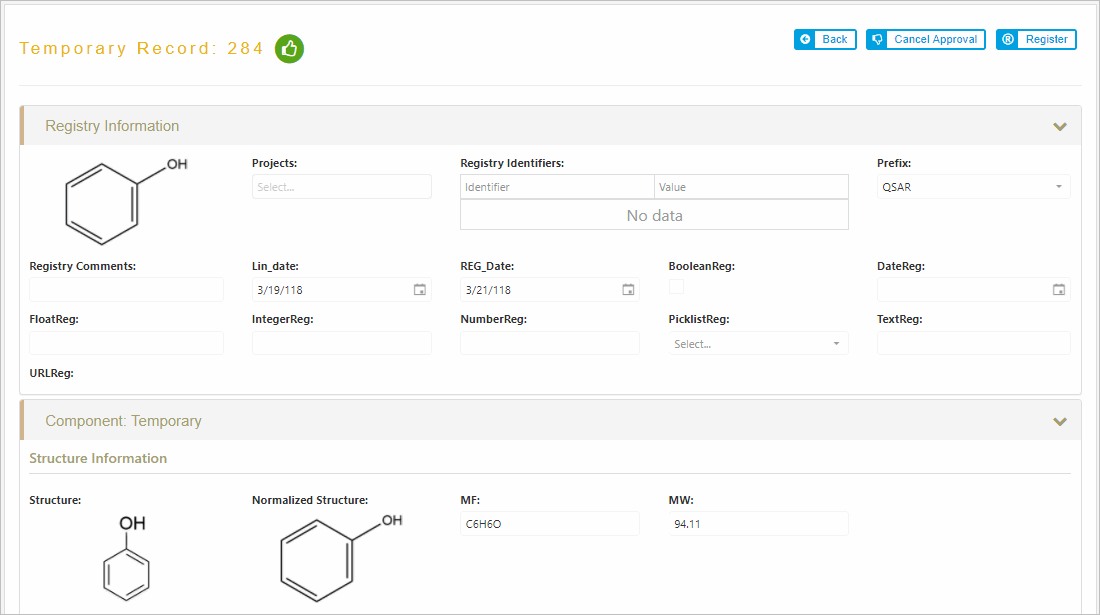 Temporary Record: 284
Back
Cancel Approval
Register
Registry Information
OH
Projects:
Select...
Registry Identifiers:
Identifier Value
No data
Prefix:
QSAR
Registry Comments:
Lin_date:
3/19/118
REG_Date:
3/21/118
BooleanReg:
DateReg:
FloatReg:
IntegerReg:
NumberReg:
PicklistReg:
Select...
TextReg:
URLReg:
Component: Temporary
Structure Information
Structure:
OH
Normalized Structure:
OH
MF:
C6H6O
MW:
94.11